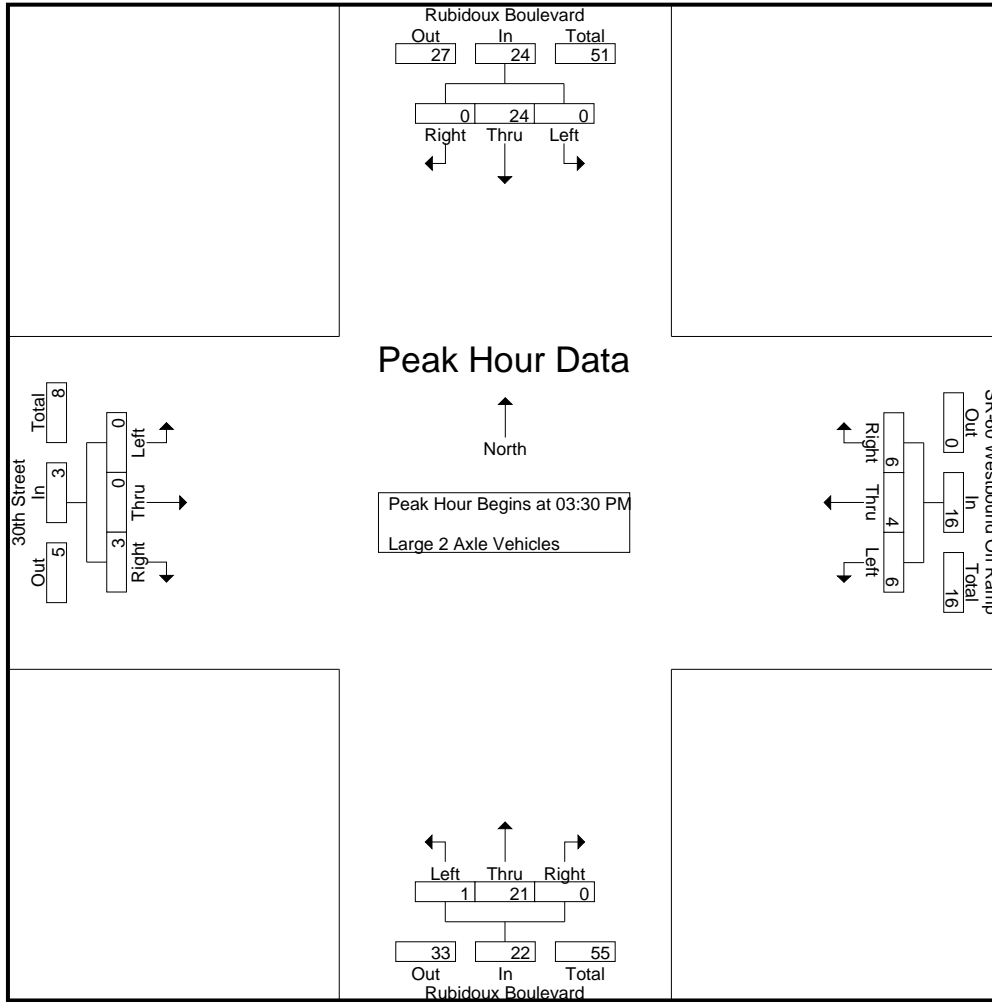 Rubidoux Boulevard
Out In Total
27 24 51
0 24 0
Right Thru Left
Peak Hour Data
North
Peak Hour Begins at 03:30 PM
Large 2 Axle Vehicles
30th Street
Total In Out
8 3 5
0 0 3
Left Thru Right
Right Thru Left
6 4 6
Out In Total
0 16 16
Westbound Ramp
Left Thru Right
1 21 0
33 22 55
Out In Total
Rubidoux Boulevard